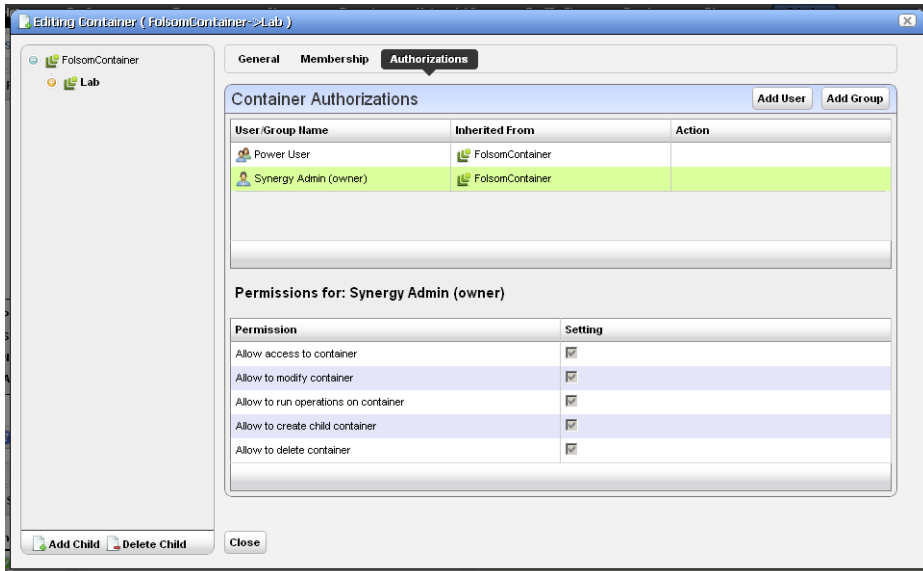 Editing Container ( FolsomContainer->Lab )
FolsomContainer
Lab
General Membership Authorizations
Container Authorizations Add User Add Group
User/Group Name Inherited From Action
Power User FolsomContainer
Synergy Admin (owner) FolsomContainer
Permissions for: Synergy Admin (owner)
Permission Setting
Allow access to container
Allow to modify container
Allow to run operations on container
Allow to create child container
Allow to delete container
Add Child Delete Child Close